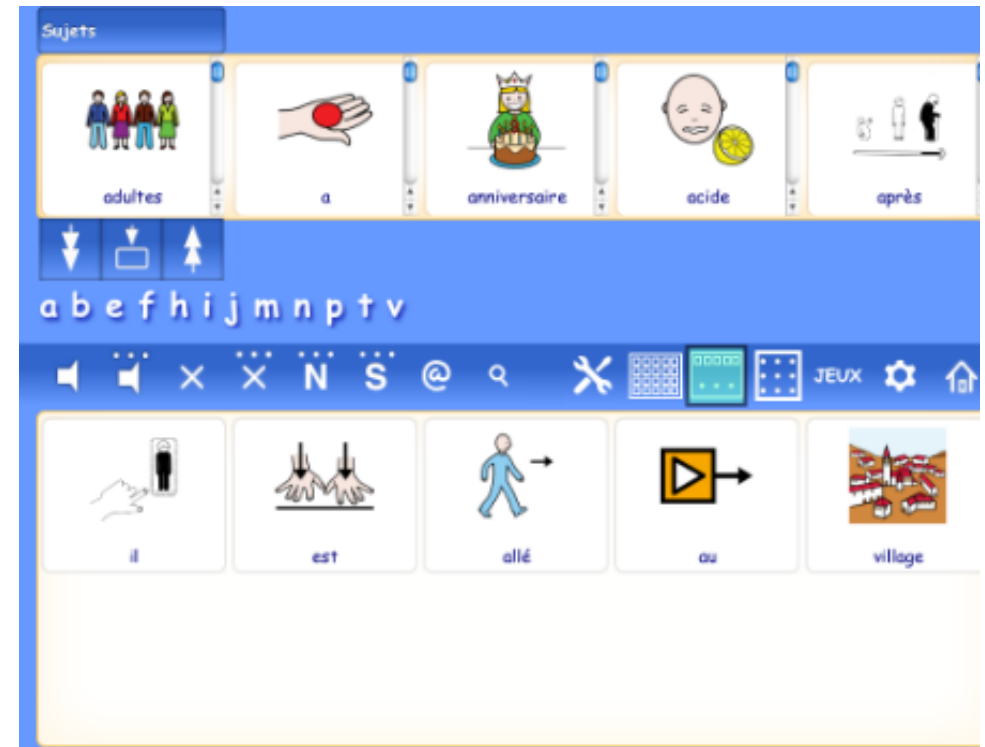 Sujets
adultes a anniversaire acide après
a b e f h i j m n p t v
N S @ JEUX
il est allé au village